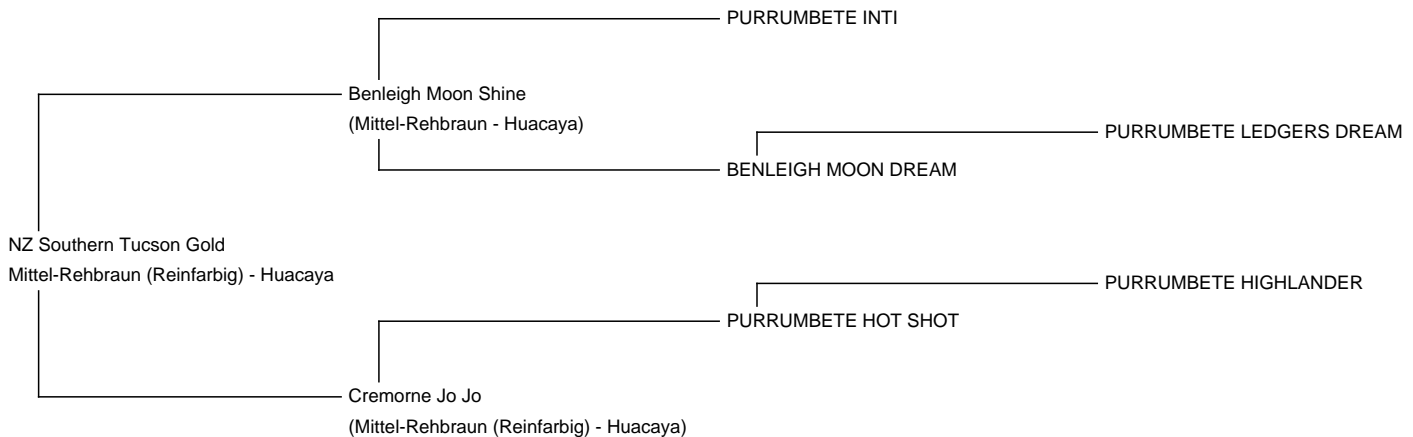 PURRUMBETE INTI
Benleigh Moon Shine
(Mittel-Rehbraun - Huacaya)
PURRUMBETE LEDGERS DREAM
BENLEIGH MOON DREAM
NZ Southern Tucson Gold
Mittel-Rehbraun (Reinfarbig) - Huacaya
PURRUMBETE HIGHLANDER
PURRUMBETE HOT SHOT
Cremorne Jo Jo
(Mittel-Rehbraun (Reinfarbig) - Huacaya)